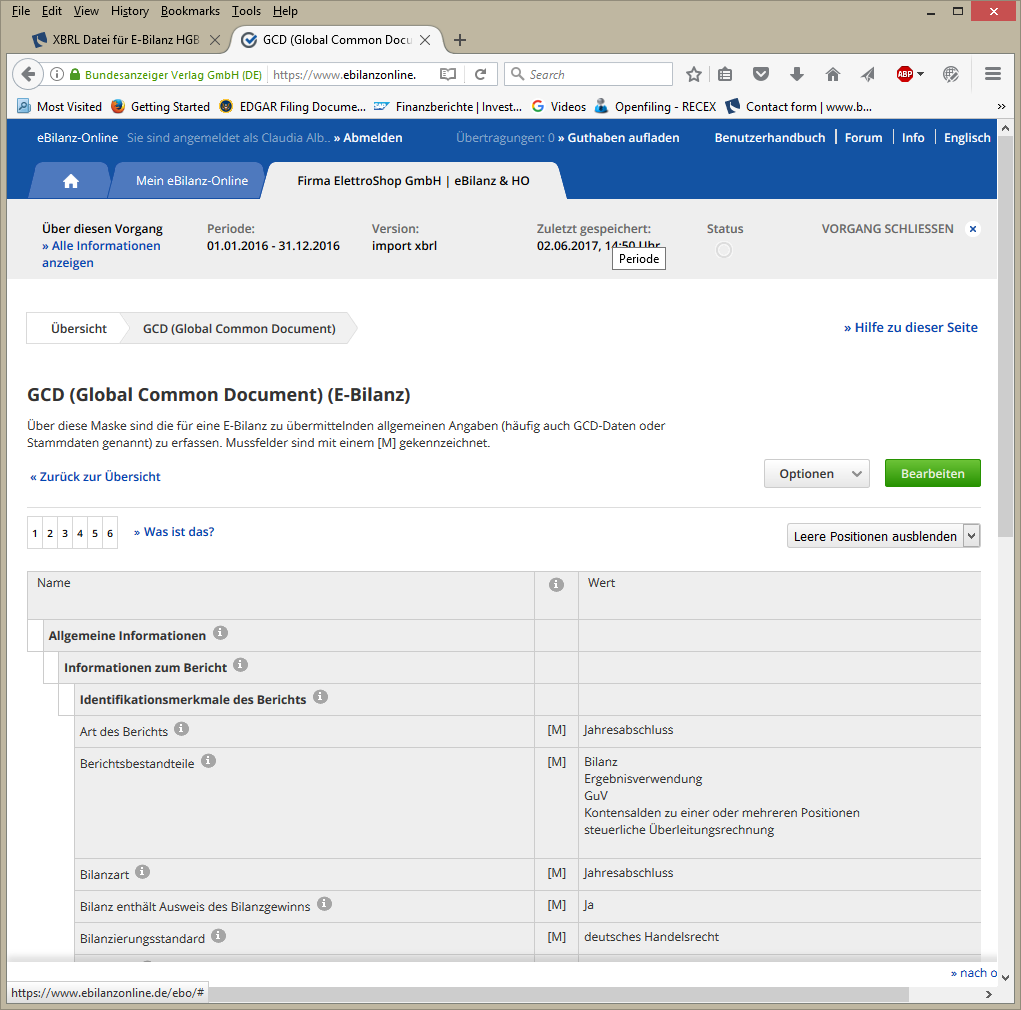 File Edit View History Bookmarks Tools Help
XBRL Datei für E-Bilanz HGB
GCD (Global Common Docu
Bundesanzeiger Verlag GmbH (DE) https://www.ebilanzonline. Search
Most Visited Getting Started EDGAR Filing Docume... Finanzberichte | Invest... Videos Openfiling - RECEX Contact form | www.b... »
eBilanz-Online Sie sind angemeldet als Claudia Alb.. » Abmelden Übertragungen: 0 » Guthaben aufladen Benutzerhandbuch Forum Info Englisch
Mein eBilanz-Online Firma ElettroShop GmbH | eBilanz & HO
Über diesen Vorgang Periode: Version: Zuletzt gespeichert: Status VORGANG SCHLIESSEN
» Alle Informationen 01.01.2016 - 31.12.2016 import xbrl 02.06.2017, 14:50 Uhr
anzeigen
Periode
Übersicht GCD (Global Common Document) » Hilfe zu dieser Seite
GCD (Global Common Document) (E-Bilanz)
Über diese Maske sind die für eine E-Bilanz zu übermittelnden allgemeinen Angaben (häufig auch GCD-Daten oder
Stammdaten genannt) zu erfassen. Mussfelder sind mit einem [M] gekennzeichnet.
« Zurück zur Übersicht Optionen Bearbeiten
1 2 3 4 5 6 » Was ist das? Leere Positionen ausblenden
Name Wert
Allgemeine Informationen
Informationen zum Bericht
Identifikationsmerkmale des Berichts
Art des Berichts [M] Jahresabschluss
Berichtsbestandteile [M] Bilanz
Ergebnisverwendung
GuV
Kontensalden zu einer oder mehreren Positionen
steuerliche Überleitungsrechnung
Bilanzart [M] Jahresabschluss
Bilanz enthält Ausweis des Bilanzgewinns [M] Ja
Bilanzierungsstandard [M] deutsches Handelsrecht
» nach o
https://www.ebilanzonline.de/ebo/#